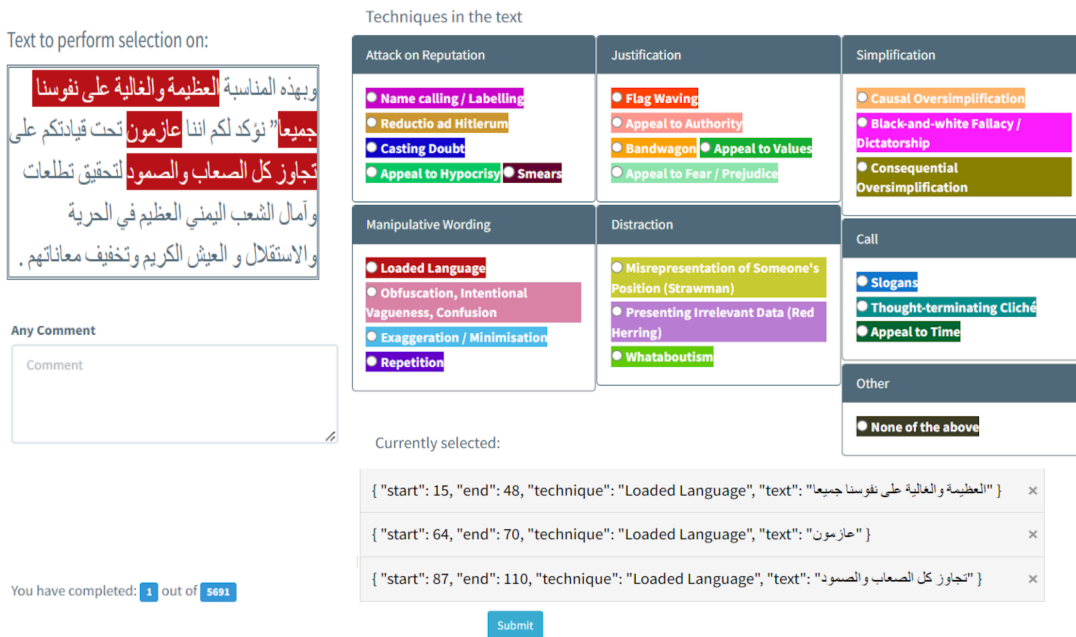 Text to perform selection on:
وبهذه المناسبة العظيمة والغالية على نفوسنا
جميعا” نؤكد لكم اننا عازمون تحت قيادتكم على
تجاوز كل الصعاب والصمود لتحقيق تطلعات
وآمال الشعب اليمني العظيم في الحرية
والاستقلال و العيش الكريم وتخفيف معاناتهم .
Any Comment
Comment
You have completed: 1 out of 5691
Techniques in the text
Attack on Reputation
Name calling / Labelling
Reductio ad Hitlerum
Casting Doubt
Appeal to Hypocrisy Smears
Justification
Flag Waving
Appeal to Authority
Bandwagon Appeal to Values
Appeal to Fear / Prejudice
Simplification
Causal Oversimplification
Black-and-white Fallacy /
Dictatorship
Consequential
Oversimplification
Manipulative Wording
Loaded Language
Obfuscation, Intentional
Vagueness, Confusion
Exaggeration / Minimisation
Repetition
Distraction
Misrepresentation of Someone's
Position (Strawman)
Presenting Irrelevant Data (Red
Herring)
Whataboutism
Call
Slogans
Thought-terminating Cliché
Appeal to Time
Other
None of the above
Currently selected:
{ "start": 15, "end": 48, "technique": "Loaded Language", "text": "العظيمة والغالية على نفوسنا جميعا" } ×
{ "start": 64, "end": 70, "technique": "Loaded Language", "text": "عازمون" } ×
{ "start": 87, "end": 110, "technique": "Loaded Language", "text": "تجاوز كل الصعاب والصمود" } ×
Submit